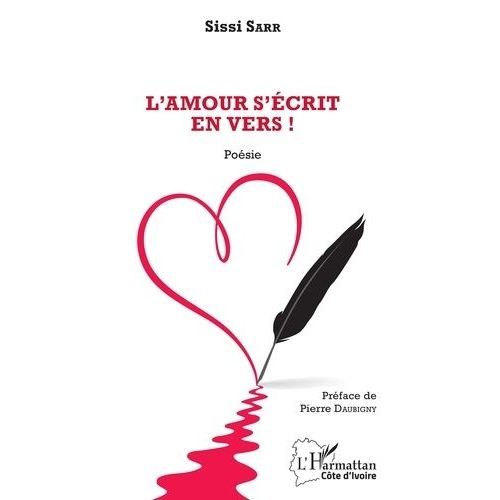 Sissi SARR
L'AMOUR S'ÉCRIT
EN VERS !
Poésie
Préface de
Pierre DAUBIGNY
L'Harmattan
Côte d'Ivoire